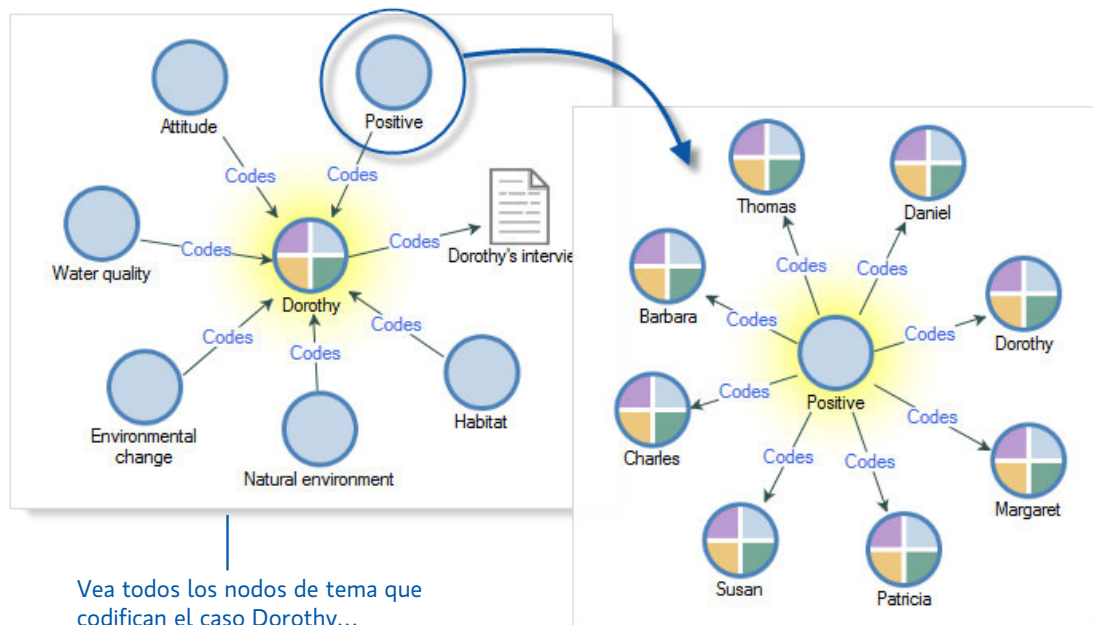 Attitude
Positive
Codes
Codes
Water quality
Codes
Dorothy
Codes
Dorothy's intervie
Codes
Codes
Codes
Environmental
change
Natural environment
Habitat
Thomas
Daniel
Codes
Codes
Barbara
Codes
Codes
Dorothy
Positive
Charles
Codes
Codes
Margaret
Codes
Codes
Susan
Patricia
Vea todos los nodos de tema que
codifican el caso Dorothy...